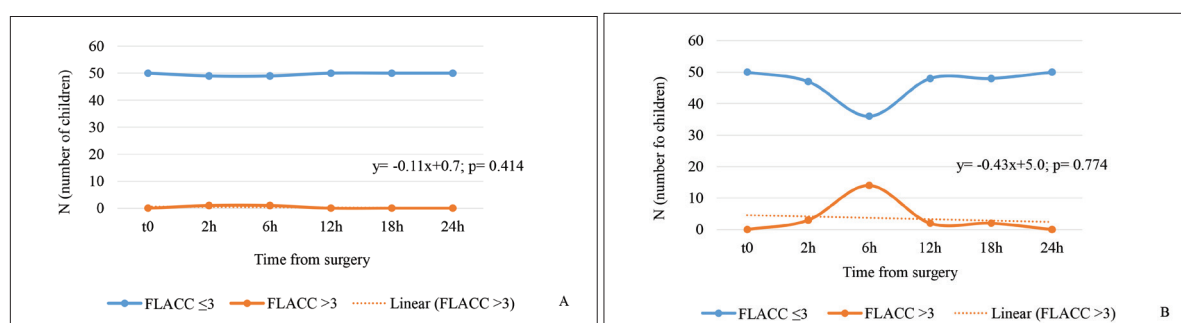 60
50
40
30
20
10
0
N (number of children)
y= -0.11x+0.7; p= 0.414
t0 2h 6h 12h 18h 24h
Time from surgery
FLACC ≤3 FLACC >3 Linear (FLACC >3) A
60
50
40
30
20
10
0
N (number fo children)
y= -0.43x+5.0; p= 0.774
t0 2h 6h 12h 18h 24h
Time from surgery
FLACC ≤3 FLACC >3 Linear (FLACC >3) B